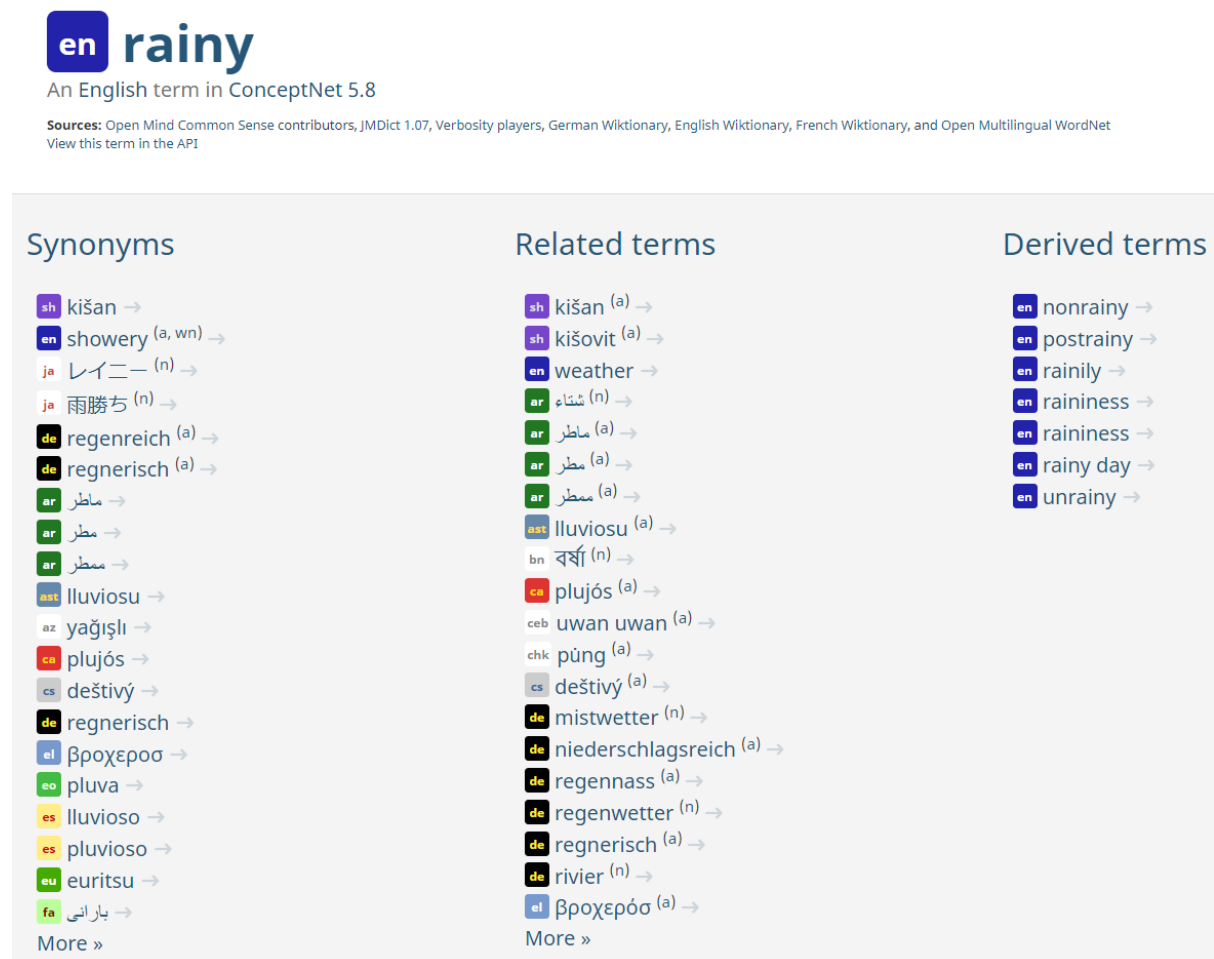 en rainy
An English term in ConceptNet 5.8
Sources: Open Mind Common Sense contributors, JMDict 1.07, Verbosity players, German Wiktionary, English Wiktionary, French Wiktionary, and Open Multilingual WordNet
View this term in the API
Synonyms
sh kišan →
en showery (a, wn) →
ja レイニー (n) →
ja 雨勝ち (n) →
de regenreich (a) →
de regnerisch (a) →
ar ماطر →
ar مطر →
ar ممطر →
ast lluviosu →
az yağışlı →
ca plujós →
cs deštivý →
de regnerisch →
el βροχεροσ →
eo pluva →
es lluvioso →
es pluvioso →
eu euritsu →
fa بارانی →
More »
Related terms
sh kišan (a) →
sh kišovit (a) →
en weather →
ar شتاء (n) →
ar ماطر (a) →
ar مطر (a) →
ar ممطر (a) →
ast lluviosu (a) →
bn বর্ষা (n) →
ca plujós (a) →
ceb uwan uwan (a) →
chk pu̇ng (a) →
cs deštivý (a) →
de mistwetter (n) →
de niederschlagsreich (a) →
de regennass (a) →
de regenwetter (n) →
de regnerisch (a) →
de rivier (n) →
el βροχερόσ (a) →
More »
Derived terms
en nonrainy →
en postrainy →
en rainily →
en raininess →
en raininess →
en rainy day →
en unrainy →